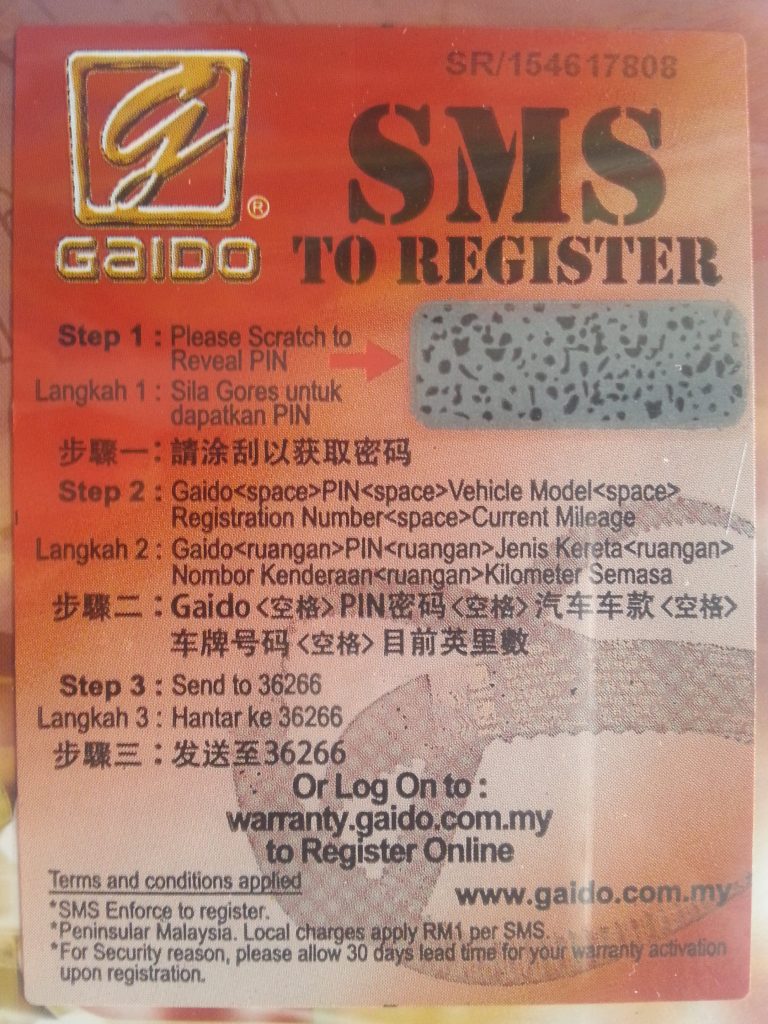 SR/154617808
g
®
GAIDO
SMS
TO REGISTER
Step 1 : Please Scratch to
Reveal PIN
Langkah 1 : Sila Gores untuk
dapatkan PIN
步驟一：請涂刮以获取密码
Step 2 : Gaido<space>PIN<space>Vehicle Model<space>
Registration Number<space>Current Mileage
Langkah 2 : Gaido<ruangan>PIN<ruangan>Jenis Kereta<ruangan>
Nombor Kenderaan<ruangan>Kilometer Semasa
步驟二：Gaido <空格> PIN密码 <空格> 汽车车款 <空格>
车牌号码 <空格> 目前英里數
Step 3 : Send to 36266
Langkah 3 : Hantar ke 36266
步驟三：发送至36266
Or Log On to :
warranty.gaido.com.my
to Register Online
Terms and conditions applied
www.gaido.com.my
*SMS Enforce to register.
*Peninsular Malaysia. Local charges apply RM1 per SMS.
*For Security reason, please allow 30 days lead time for your warranty activation
upon registration.